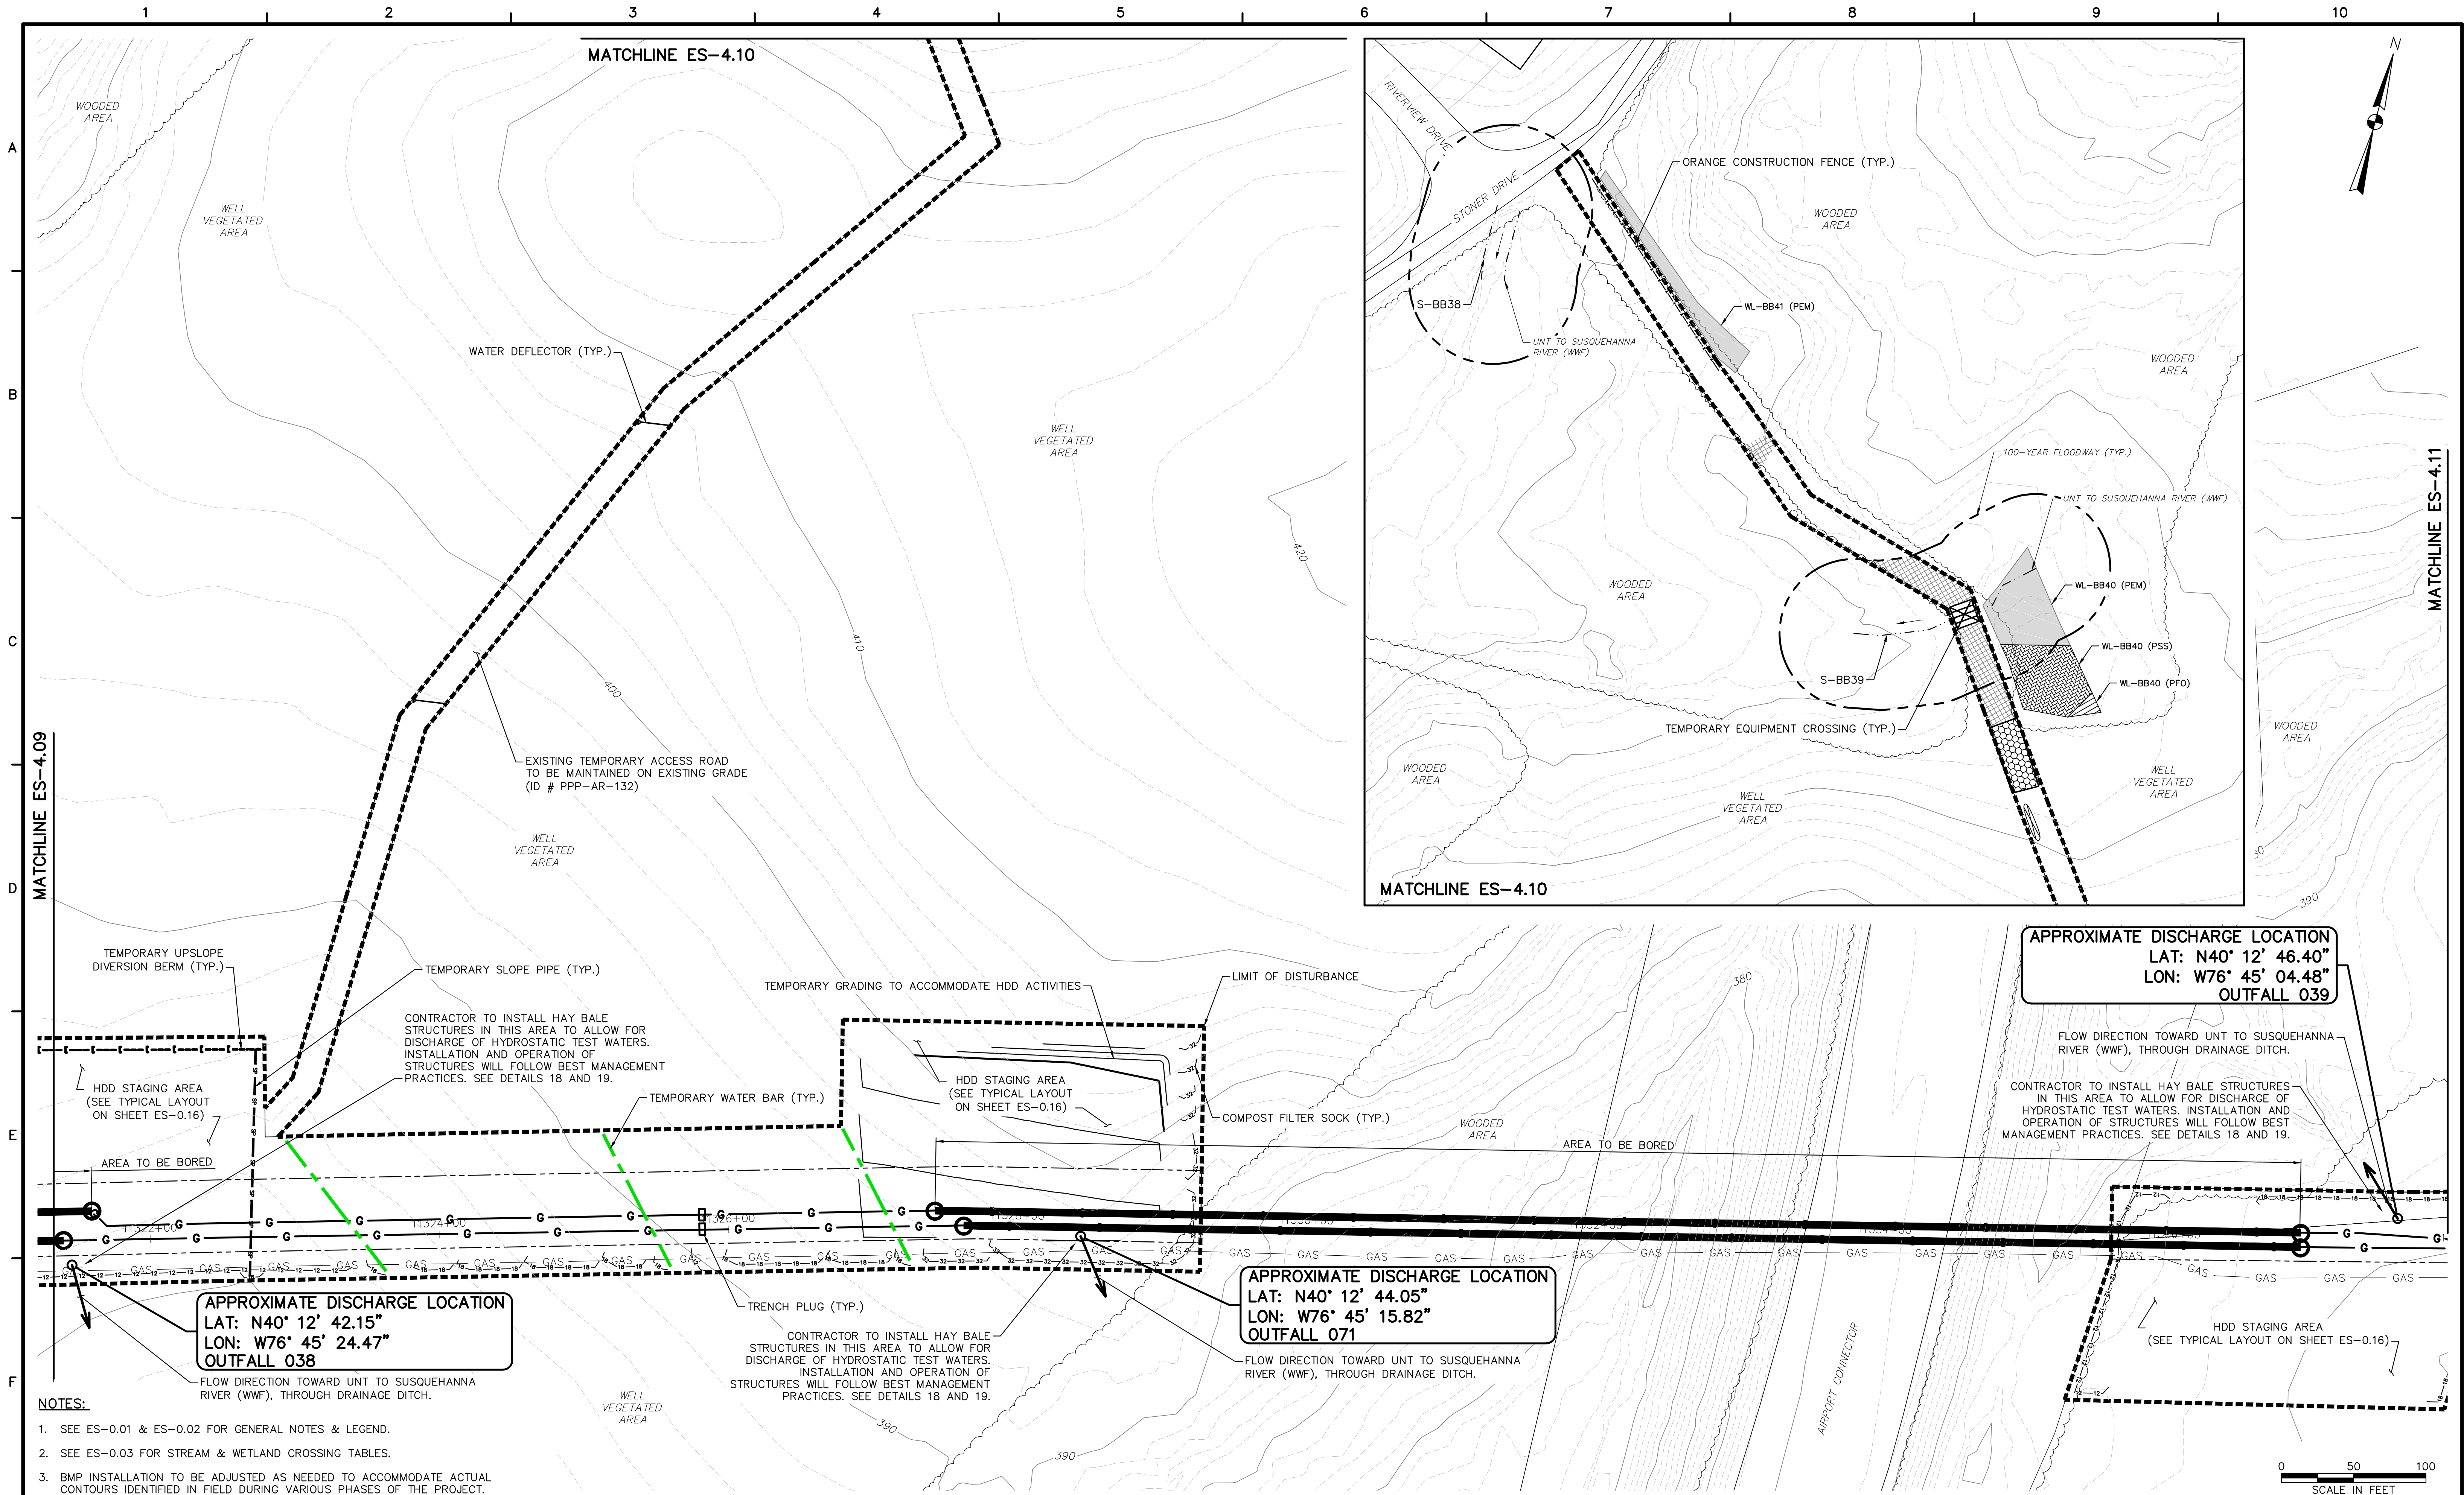 1 2 3 4 5 6 7 8 9 10
A
B
C
D
E
F
MATCHLINE ES-4.10
WOODED
AREA
WELL
VEGETATED
AREA
WATER DEFLECTOR (TYP.)
WELL
VEGETATED
AREA
420
410
400
EXISTING TEMPORARY ACCESS ROAD
TO BE MAINTAINED ON EXISTING GRADE
(ID # PPP-AR-132)
WELL
VEGETATED
AREA
MATCHLINE ES-4.09
RIVERVIEW DRIVE
STONER DRIVE
ORANGE CONSTRUCTION FENCE (TYP.)
WOODED
AREA
S-BB38
UNT TO SUSQUEHANNA
RIVER (WWF)
WL-BB41 (PEM)
WOODED
AREA
100-YEAR FLOODWAY (TYP.)
UNT TO SUSQUEHANNA RIVER (WWF)
WOODED
AREA
WL-BB40 (PEM)
WL-BB40 (PSS)
WL-BB40 (PFO)
S-BB39
TEMPORARY EQUIPMENT CROSSING (TYP.)
WOODED
AREA
WELL
VEGETATED
AREA
WELL
VEGETATED
AREA
MATCHLINE ES-4.10
N
MATCHLINE ES-4.11
WOODED
AREA
390
TEMPORARY UPSLOPE
DIVERSION BERM (TYP.)
TEMPORARY SLOPE PIPE (TYP.)
CONTRACTOR TO INSTALL HAY BALE
STRUCTURES IN THIS AREA TO ALLOW FOR
DISCHARGE OF HYDROSTATIC TEST WATERS.
INSTALLATION AND OPERATION OF
STRUCTURES WILL FOLLOW BEST MANAGEMENT
PRACTICES. SEE DETAILS 18 AND 19.
HDD STAGING AREA
(SEE TYPICAL LAYOUT
ON SHEET ES-0.16)
AREA TO BE BORED
TEMPORARY GRADING TO ACCOMMODATE HDD ACTIVITIES
LIMIT OF DISTURBANCE
HDD STAGING AREA
(SEE TYPICAL LAYOUT
ON SHEET ES-0.16)
TEMPORARY WATER BAR (TYP.)
COMPOST FILTER SOCK (TYP.)
WOODED
AREA
380
AREA TO BE BORED
APPROXIMATE DISCHARGE LOCATION
LAT: N40° 12' 46.40"
LON: W76° 45' 04.48"
OUTFALL 039
FLOW DIRECTION TOWARD UNT TO SUSQUEHANNA
RIVER (WWF), THROUGH DRAINAGE DITCH.
CONTRACTOR TO INSTALL HAY BALE STRUCTURES
IN THIS AREA TO ALLOW FOR DISCHARGE OF
HYDROSTATIC TEST WATERS. INSTALLATION AND
OPERATION OF STRUCTURES WILL FOLLOW BEST
MANAGEMENT PRACTICES. SEE DETAILS 18 AND 19.
TRENCH PLUG (TYP.)
APPROXIMATE DISCHARGE LOCATION
LAT: N40° 12' 42.15"
LON: W76° 45' 24.47"
OUTFALL 038
FLOW DIRECTION TOWARD UNT TO SUSQUEHANNA
RIVER (WWF), THROUGH DRAINAGE DITCH.
CONTRACTOR TO INSTALL HAY BALE
STRUCTURES IN THIS AREA TO ALLOW FOR
DISCHARGE OF HYDROSTATIC TEST WATERS.
INSTALLATION AND OPERATION OF
STRUCTURES WILL FOLLOW BEST MANAGEMENT
PRACTICES. SEE DETAILS 18 AND 19.
APPROXIMATE DISCHARGE LOCATION
LAT: N40° 12' 44.05"
LON: W76° 45' 15.82"
OUTFALL 071
FLOW DIRECTION TOWARD UNT TO SUSQUEHANNA
RIVER (WWF), THROUGH DRAINAGE DITCH.
AIRPORT CONNECTOR
HDD STAGING AREA
(SEE TYPICAL LAYOUT ON SHEET ES-0.16)
WELL
VEGETATED
AREA
390
390
NOTES:
1. SEE ES-0.01 & ES-0.02 FOR GENERAL NOTES & LEGEND.
2. SEE ES-0.03 FOR STREAM & WETLAND CROSSING TABLES.
3. BMP INSTALLATION TO BE ADJUSTED AS NEEDED TO ACCOMMODATE ACTUAL
CONTOURS IDENTIFIED IN FIELD DURING VARIOUS PHASES OF THE PROJECT.
0 50 100
SCALE IN FEET